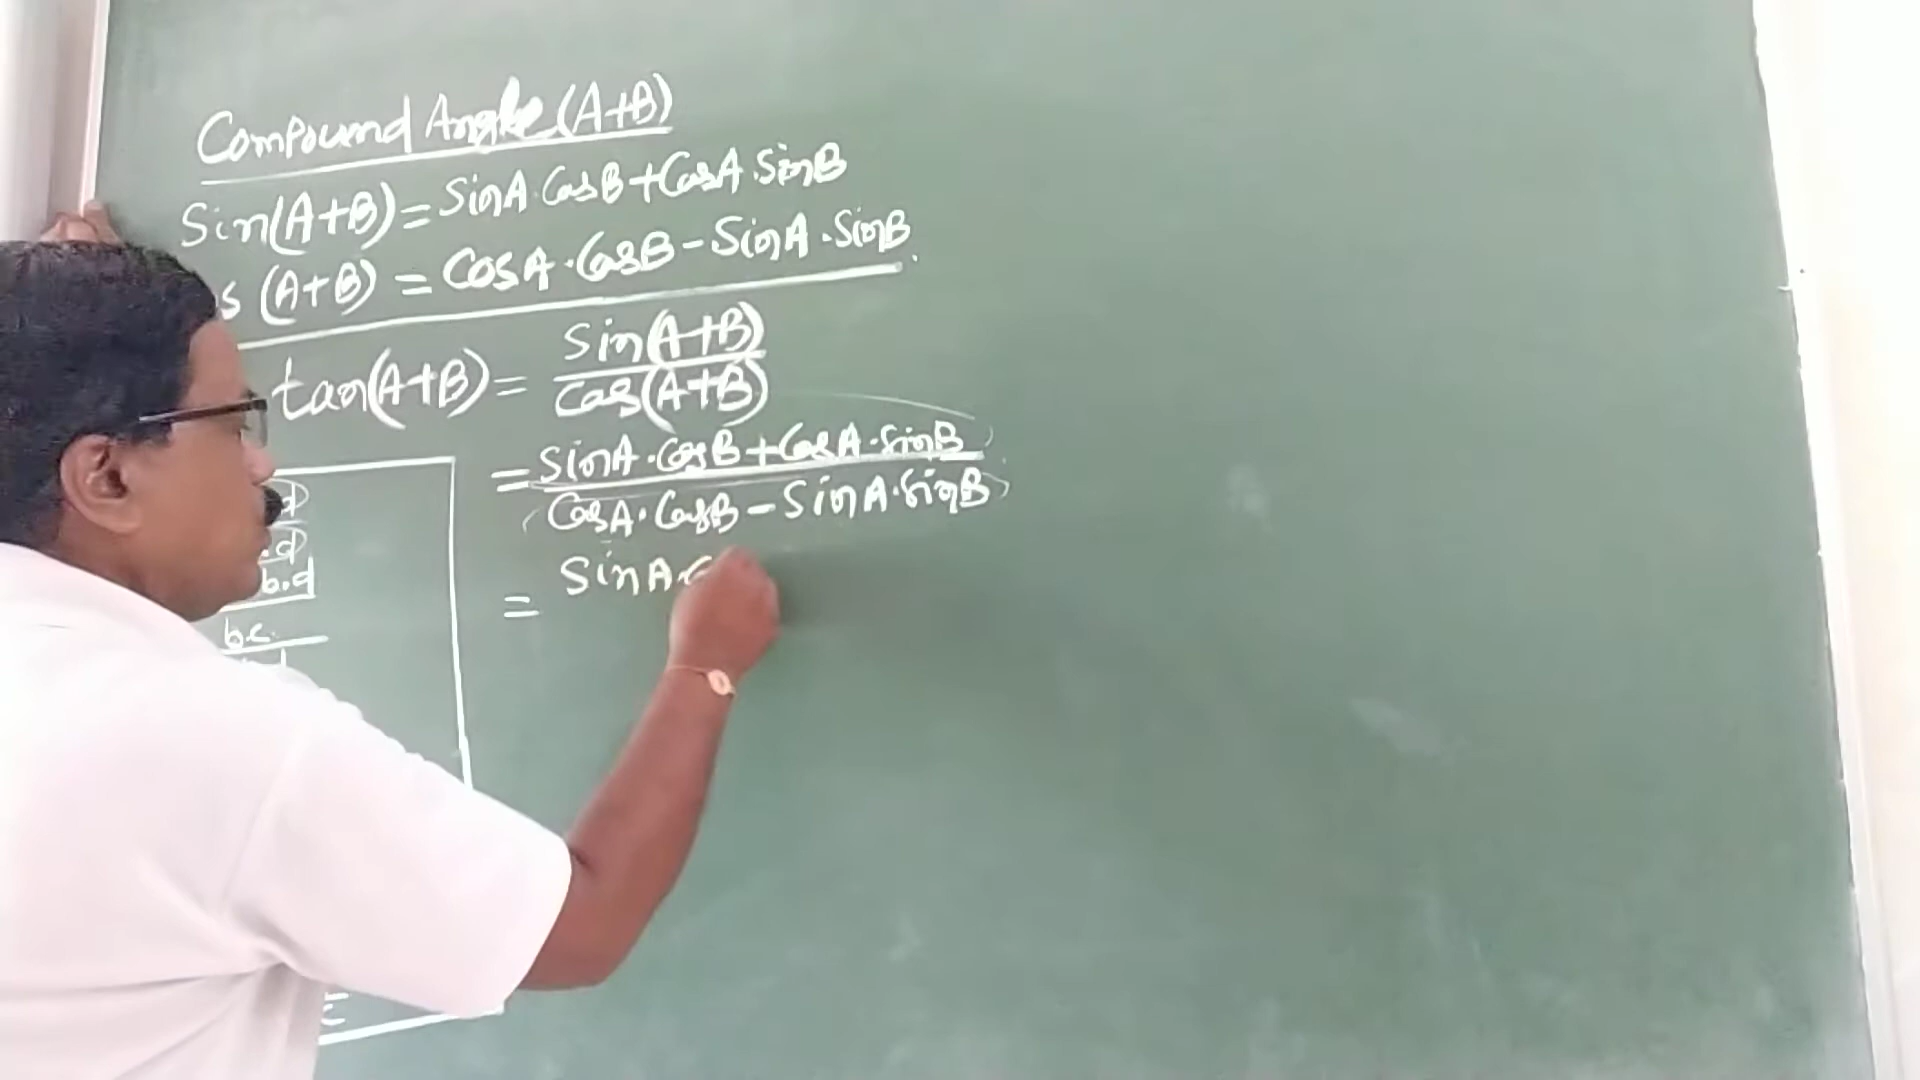 Compound Angle (A+B)
Sin(A+B) = SinA·CosB + CosA·SinB
s (A+B) = CosA·CosB – SinA·SinB.
tan(A+B) = Sin(A+B)
Cos(A+B)
= SinA·CosB + CosA·SinB
CosA·CosB – SinA·SinB
= SinA·C
d
.d
b.d
b.c.